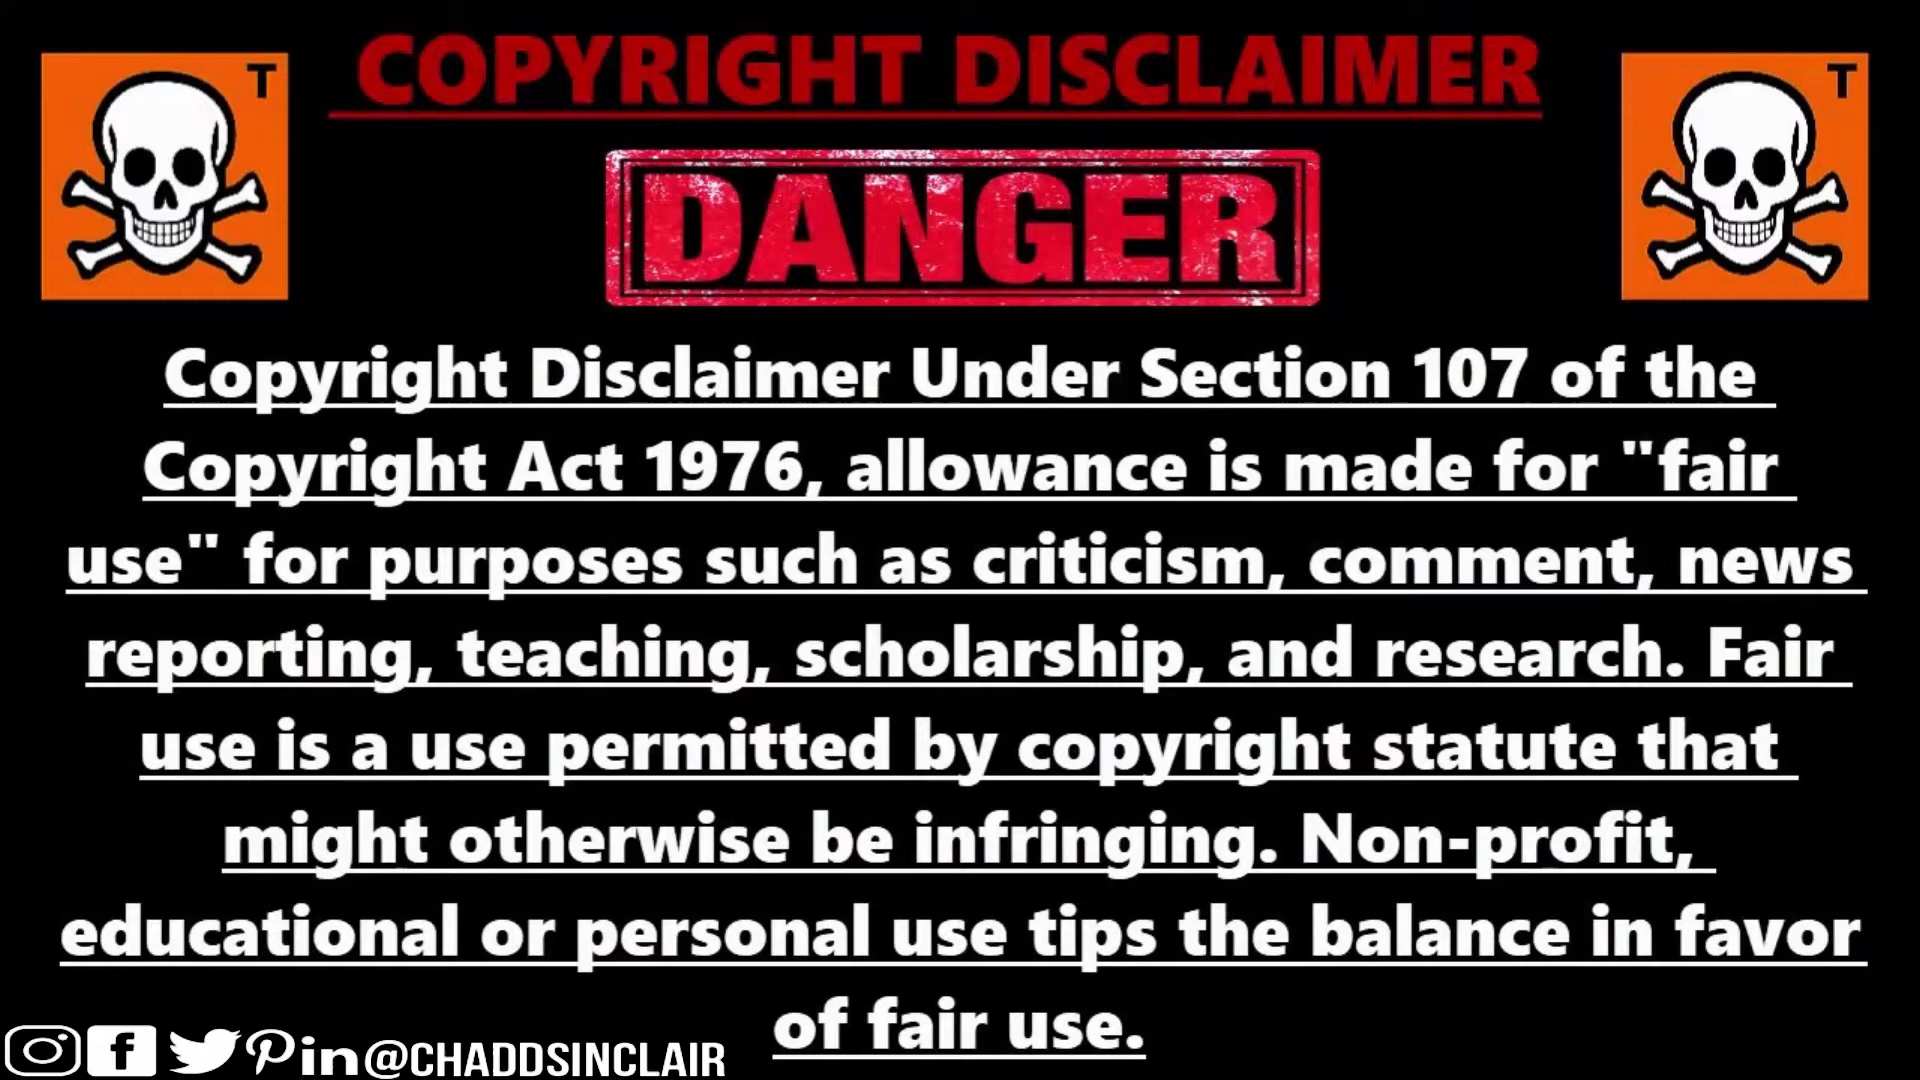 COPYRIGHT DISCLAIMER
T
T
DANGER
Copyright Disclaimer Under Section 107 of the
Copyright Act 1976, allowance is made for "fair
use" for purposes such as criticism, comment, news
reporting, teaching, scholarship, and research. Fair
use is a use permitted by copyright statute that
might otherwise be infringing. Non-profit,
educational or personal use tips the balance in favor
of fair use.
@CHADDSINCLAIR